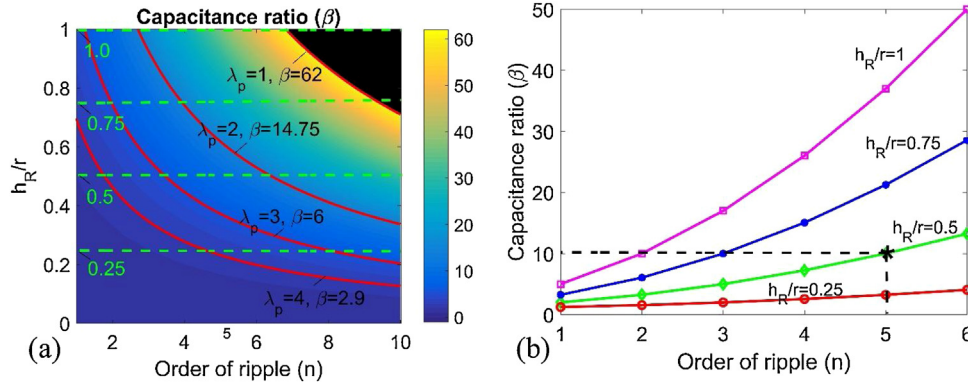 Capacitance ratio (β)
1
0.8
0.6
0.4
0.2
0
h_R/r
1.0
0.75
0.5
0.25
λ_p=1, β=62
λ_p=2, β=14.75
λ_p=3, β=6
λ_p=4, β=2.9
2 4 5 6 8 10
Order of ripple (n)
60
50
40
30
20
10
0
(a)
50
40
30
20
10
0
Capacitance ratio (β)
h_R/r=1
h_R/r=0.75
h_R/r=0.5
h_R/r=0.25
1 2 3 4 5 6
Order of ripple (n)
(b)